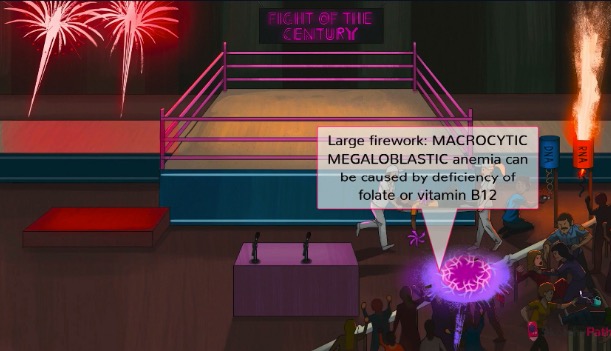 FIGHT OF THE
CENTURY
Large firework: MACROCYTIC
MEGALOBLASTIC anemia can
be caused by deficiency of
folate or vitamin B12
DNA
RNA